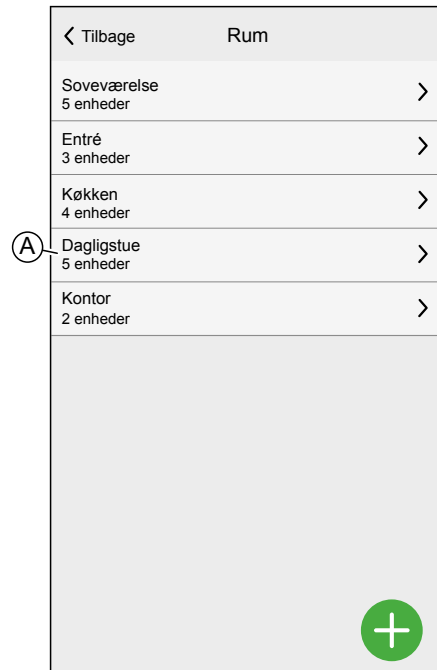 Tilbage Rum
Soveværelse
5 enheder
Entré
3 enheder
Køkken
4 enheder
A Dagligstue
5 enheder
Kontor
2 enheder